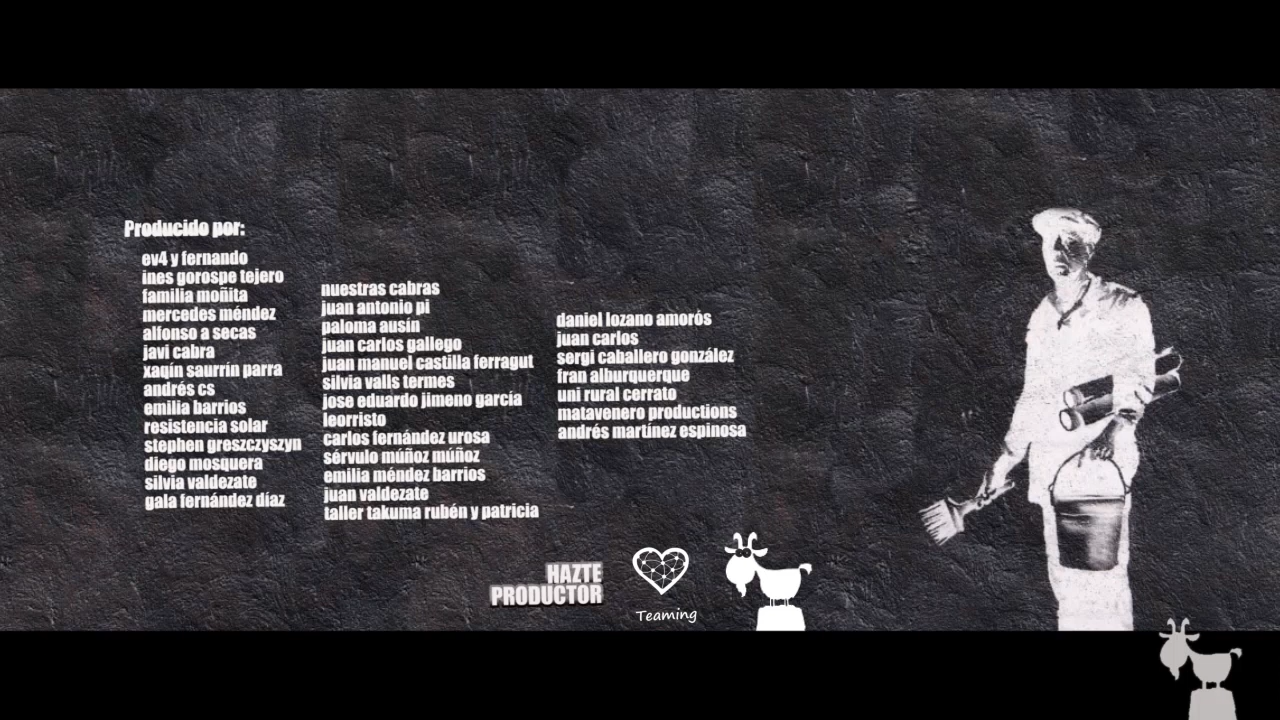 Producido por:
ev4 y fernando
ines gorospe tejero
familia moñita
mercedes méndez
alfonso a secas
javi cabra
xaqín saurrín parra
andrés cs
emilia barrios
resistencia solar
stephen greszczyszyn
diego mosquera
silvia valdezate
gala fernández díaz
nuestras cabras
juan antonio pi
paloma ausín
juan carlos gallego
juan manuel castilla ferragut
silvia valls termes
jose eduardo jimeno garcía
leorristo
carlos fernández urosa
sérvulo múñoz múñoz
emilia méndez barrios
juan valdezate
taller takuma rubén y patricia
daniel lozano amorós
juan carlos
sergi caballero gonzález
fran alburquerque
uni rural cerrato
matavenero productions
andrés martínez espinosa
HAZTE
PRODUCTOR
Teaming